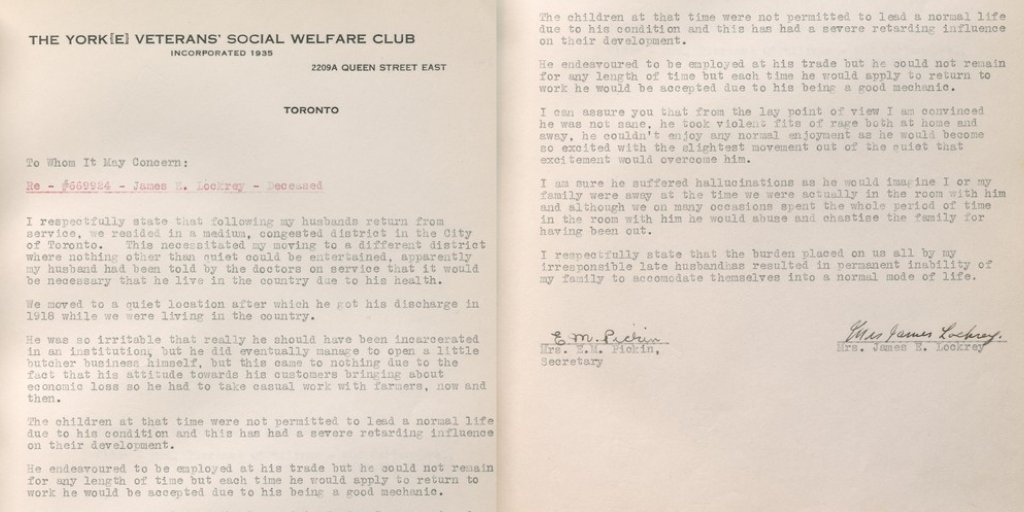 THE YORK[E] VETERANS' SOCIAL WELFARE CLUB
INCORPORATED 1935
2209A QUEEN STREET EAST
TORONTO
To Whom It May Concern:
Re - #669984 - James E. Lockrey - Deceased
I respectfully state that following my husbands return from
service, we resided in a medium, congested district in the City
of Toronto. This necessitated my moving to a different district
where nothing other than quiet could be entertained, apparently
my husband had been told by the doctors on service that it would
be necessary that he live in the country due to his health.
We moved to a quiet location after which he got his discharge in
1918 while we were living in the country.
He was so irritable that really he should have been incarcerated
in an institution, but he did eventually manage to open a little
butcher business himself, but this came to nothing due to the
fact that his attitude towards his customers bringing about
economic loss so he had to take casual work with farmers, now and
then.
The children at that time were not permitted to lead a normal life
due to his condition and this has had a severe retarding influence
on their development.
He endeavoured to be employed at his trade but he could not remain
for any length of time but each time he would apply to return to
work he would be accepted due to his being a good mechanic.
The children at that time were not permitted to lead a normal life
due to his condition and this has had a severe retarding influence
on their development.
He endeavoured to be employed at his trade but he could not remain
for any length of time but each time he would apply to return to
work he would be accepted due to his being a good mechanic.
I can assure you that from the lay point of view I am convinced
he was not sane, he took violent fits of rage both at home and
away, he couldn't enjoy any normal enjoyment as he would become
so excited with the slightest movement out of the quiet that
excitement would overcome him.
I am sure he suffered hallucinations as he would imagine I or my
family were away at the time we were actually in the room with him
and although we on many occasions spent the whole period of time
in the room with him he would abuse and chastise the family for
having been out.
I respectfully state that the burden placed on us all by my
irresponsible late husbandhas resulted in permanent inability of
my family to accomodate themselves into a normal mode of life.
E M. Pickin Mrs James Lockrey.
Mrs. E.M. Pickin, Mrs. James E. Lockrey
Secretary